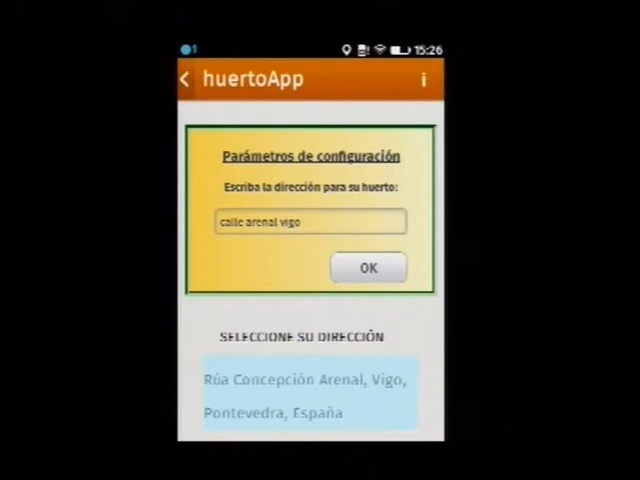 1 15:26
huertoApp i
Parámetros de configuración
Escriba la dirección para su huerto:
calle arenal vigo
OK
SELECCIONE SU DIRECCIÓN
Rúa Concepción Arenal, Vigo,
Pontevedra, España